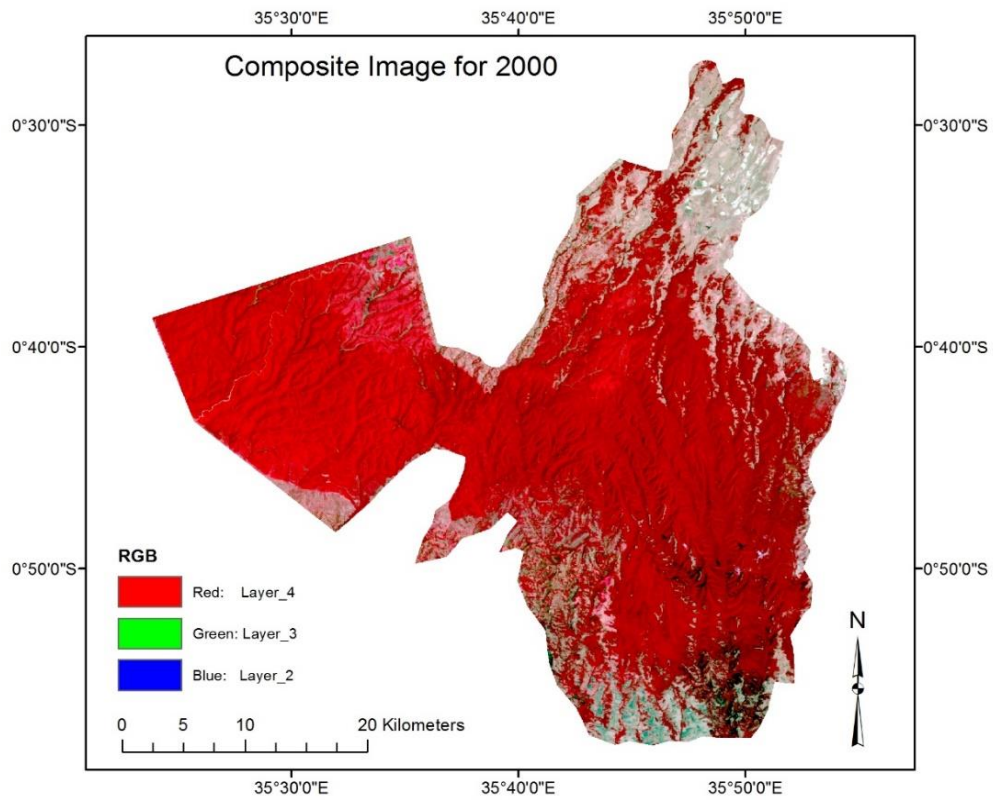 35°30'0"E 35°40'0"E 35°50'0"E
Composite Image for 2000
0°30'0"S 0°30'0"S
0°40'0"S 0°40'0"S
0°50'0"S 0°50'0"S
RGB
Red: Layer_4
Green: Layer_3
Blue: Layer_2
N
0 5 10 20 Kilometers
35°30'0"E 35°40'0"E 35°50'0"E